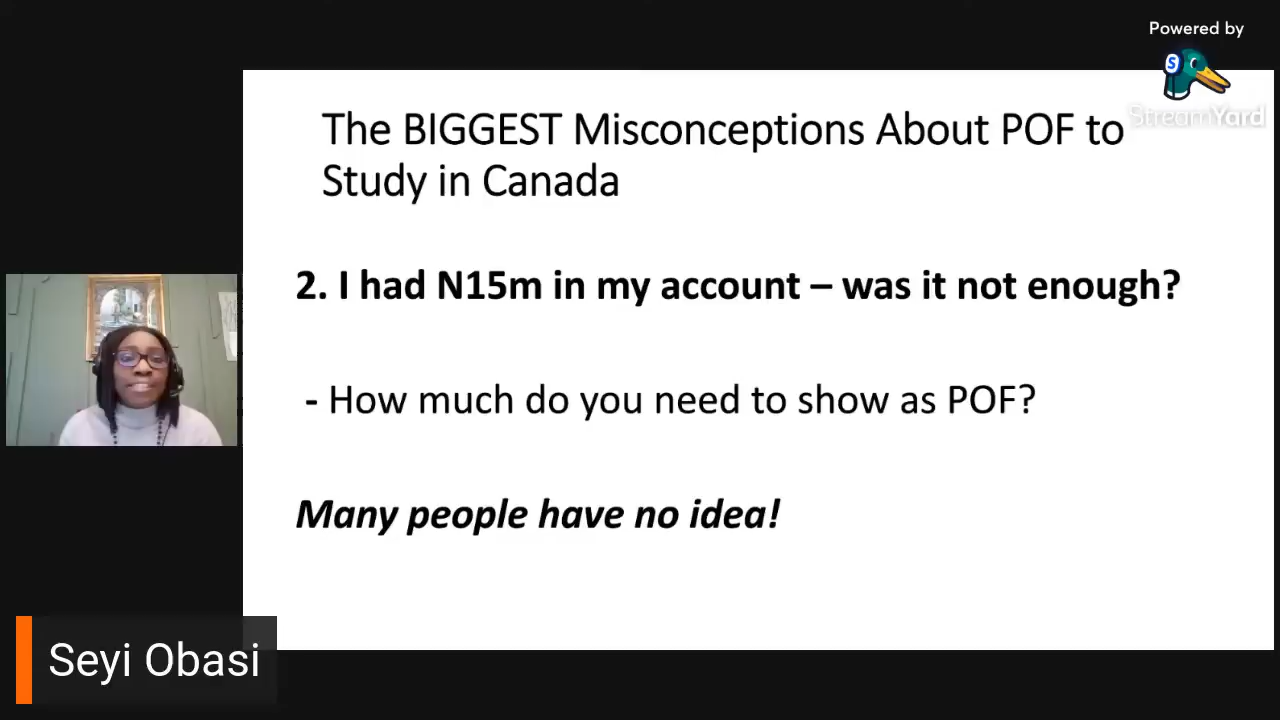 Powered by
StreamYard
The BIGGEST Misconceptions About POF to
Study in Canada
2. I had N15m in my account – was it not enough?
- How much do you need to show as POF?
Many people have no idea!
Seyi Obasi